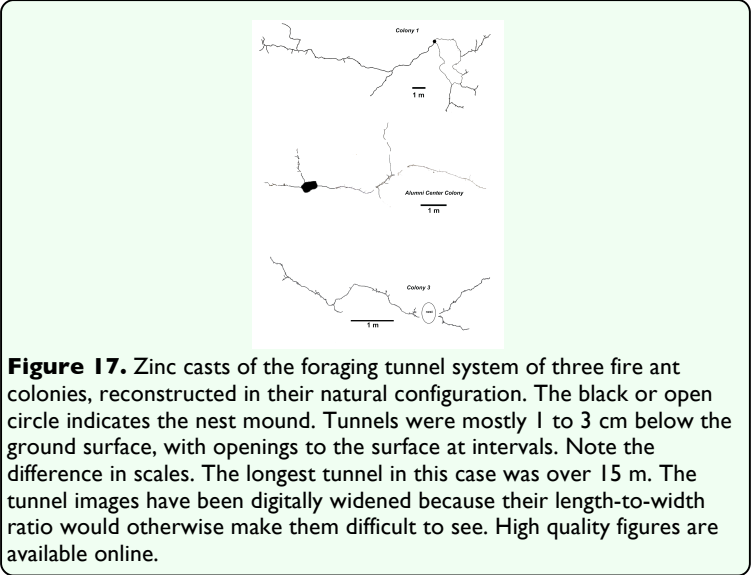 Colony 1
1 m
Alumni Center Colony
1 m
Colony 3
1 m
Figure 17. Zinc casts of the foraging tunnel system of three fire ant
colonies, reconstructed in their natural configuration. The black or open
circle indicates the nest mound. Tunnels were mostly 1 to 3 cm below the
ground surface, with openings to the surface at intervals. Note the
difference in scales. The longest tunnel in this case was over 15 m. The
tunnel images have been digitally widened because their length-to-width
ratio would otherwise make them difficult to see. High quality figures are
available online.